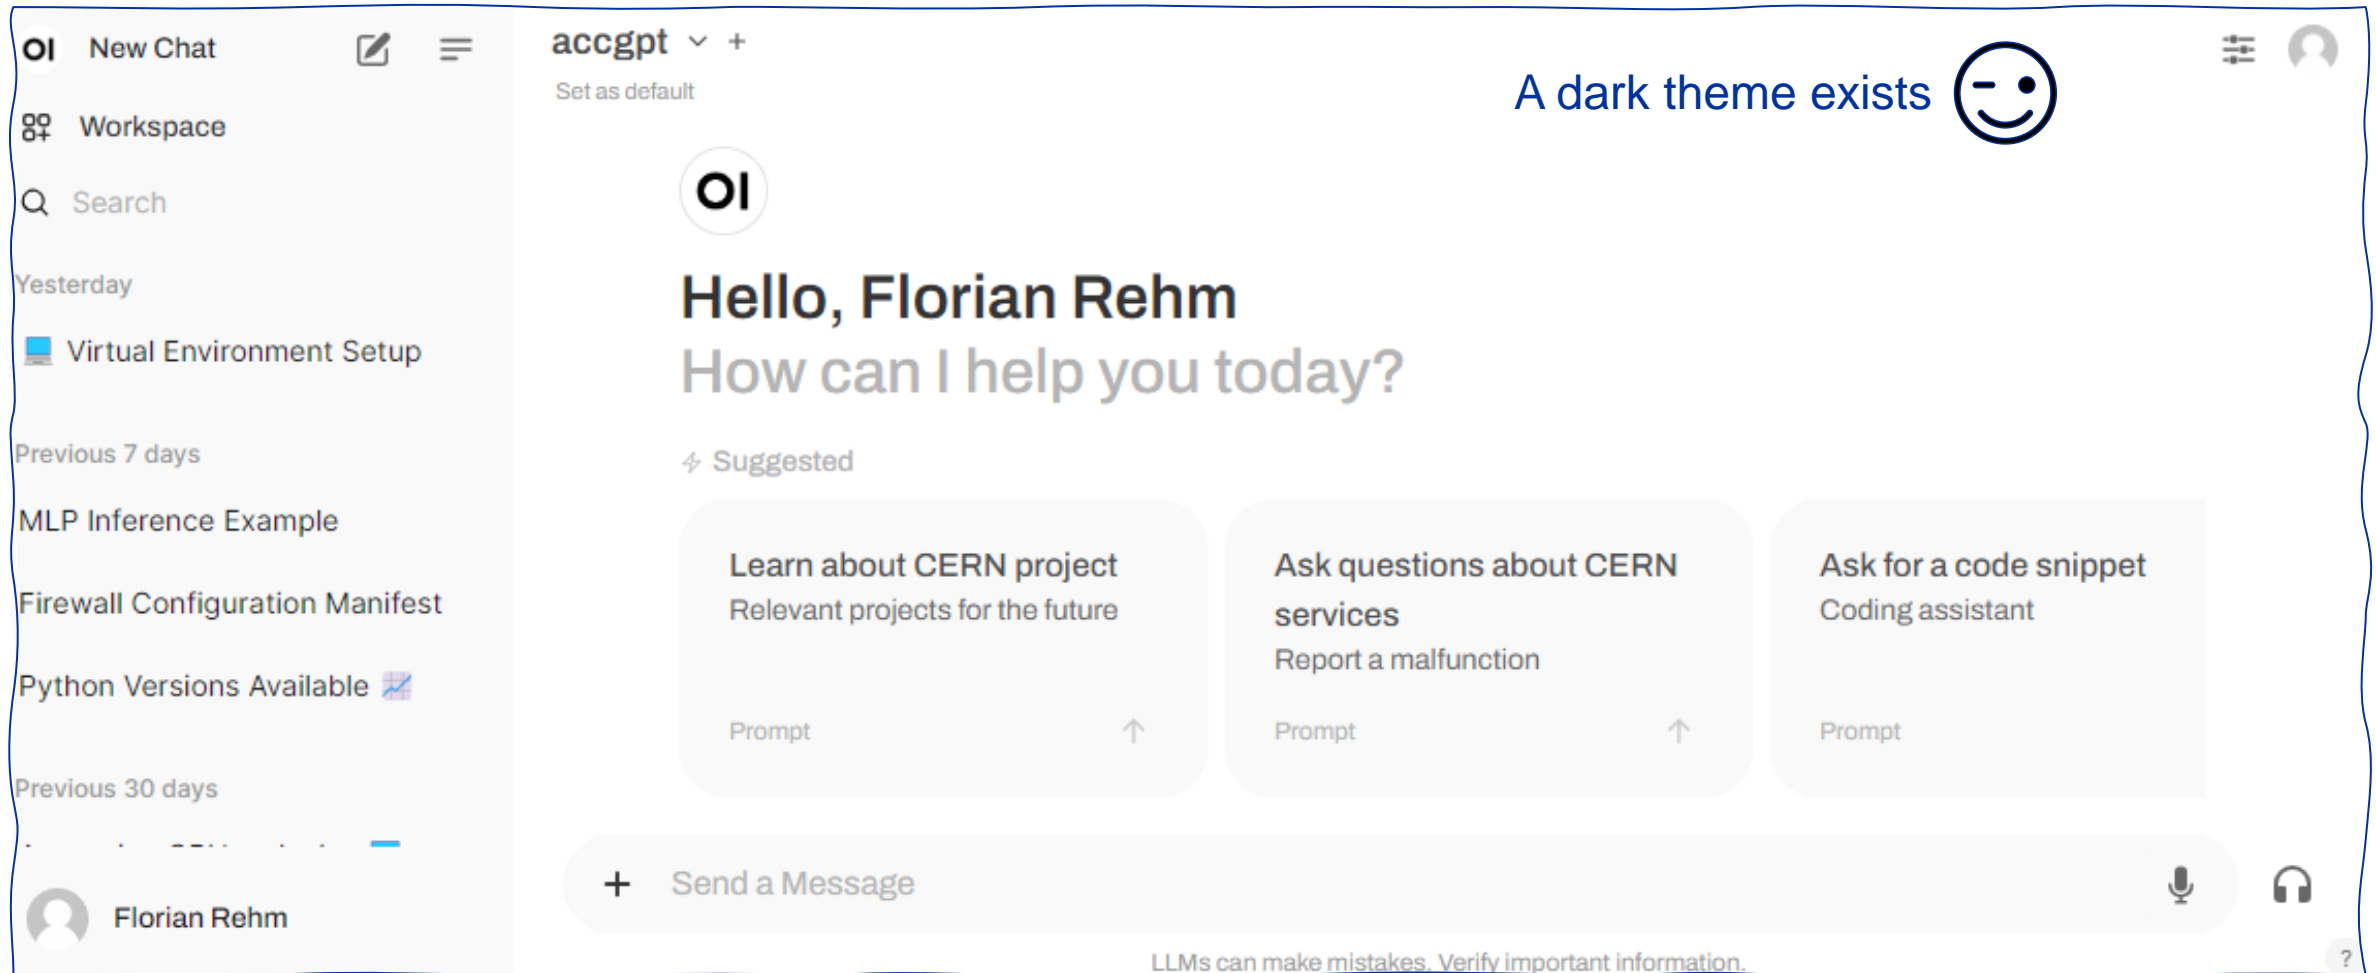 OI New Chat
Workspace
Search
Yesterday
Virtual Environment Setup
Previous 7 days
MLP Inference Example
Firewall Configuration Manifest
Python Versions Available
Previous 30 days
Florian Rehm
accgpt
Set as default
A dark theme exists
OI
Hello, Florian Rehm
How can I help you today?
Suggested
Learn about CERN project
Relevant projects for the future
Prompt
Ask questions about CERN
services
Report a malfunction
Prompt
Ask for a code snippet
Coding assistant
Prompt
Send a Message
LLMs can make mistakes. Verify important information.
?